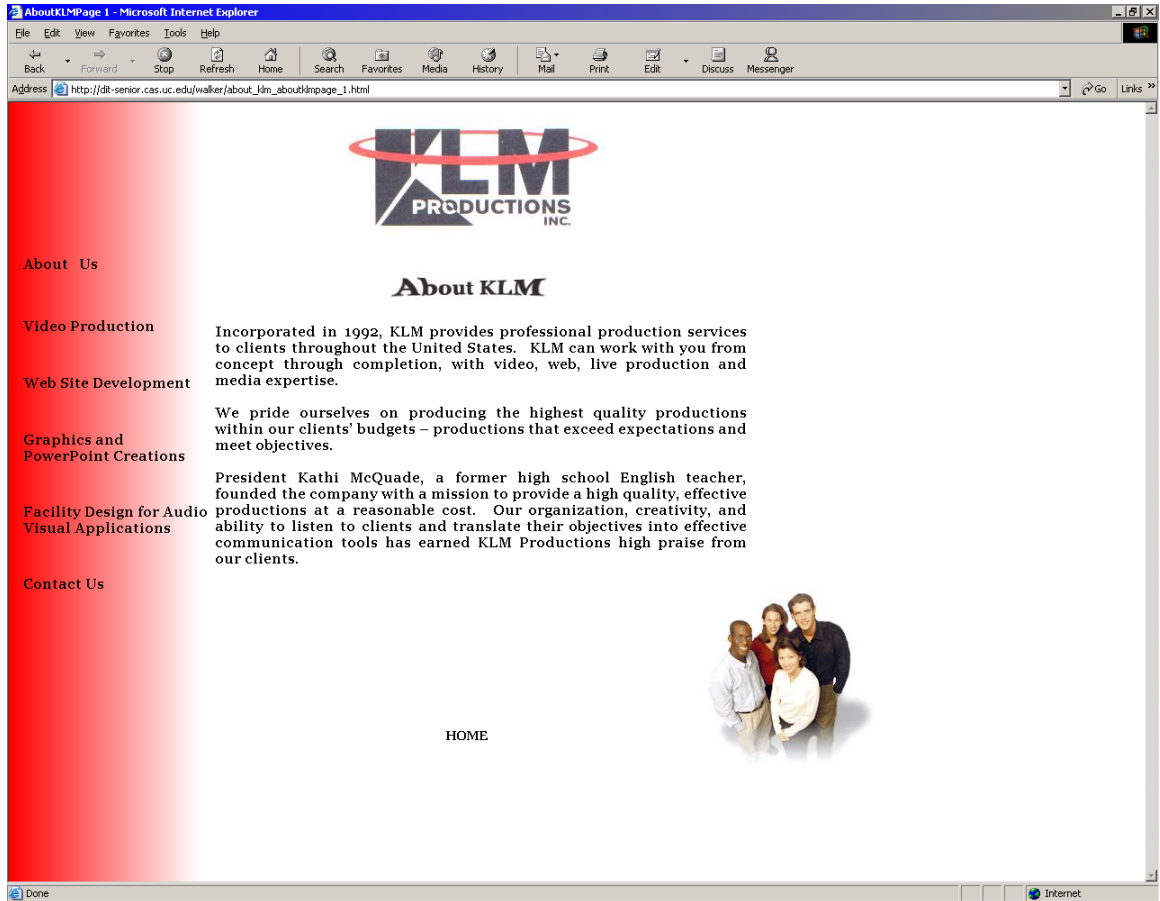 AboutKLMPage 1 - Microsoft Internet Explorer
File Edit View Favorites Tools Help
Back Forward Stop Refresh Home Search Favorites Media History Mail Print Edit Discuss Messenger
Address http://dit-senior.cas.uc.edu/walker/about_klm_aboutklmpage_1.html Go Links »
KLM
PRODUCTIONS
INC.
About Us
Video Production
Web Site Development
Graphics and
PowerPoint Creations
Facility Design for Audio
Visual Applications
Contact Us
About KLM
Incorporated in 1992, KLM provides professional production services
to clients throughout the United States. KLM can work with you from
concept through completion, with video, web, live production and
media expertise.
We pride ourselves on producing the highest quality productions
within our clients' budgets – productions that exceed expectations and
meet objectives.
President Kathi McQuade, a former high school English teacher,
founded the company with a mission to provide a high quality, effective
productions at a reasonable cost. Our organization, creativity, and
ability to listen to clients and translate their objectives into effective
communication tools has earned KLM Productions high praise from
our clients.
HOME
Done Internet